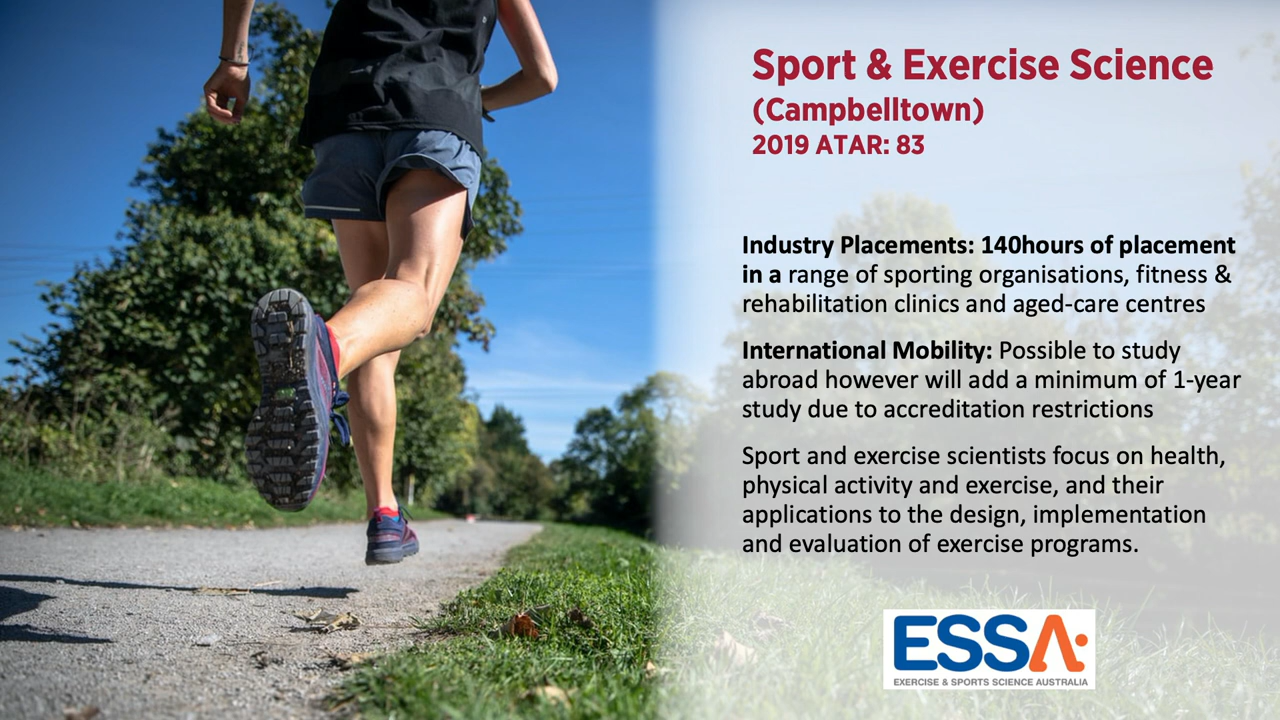 Sport & Exercise Science
(Campbelltown)
2019 ATAR: 83
Industry Placements: 140hours of placement
in a range of sporting organisations, fitness &
rehabilitation clinics and aged-care centres
International Mobility: Possible to study
abroad however will add a minimum of 1-year
study due to accreditation restrictions
Sport and exercise scientists focus on health,
physical activity and exercise, and their
applications to the design, implementation
and evaluation of exercise programs.
ESSA
EXERCISE & SPORTS SCIENCE AUSTRALIA